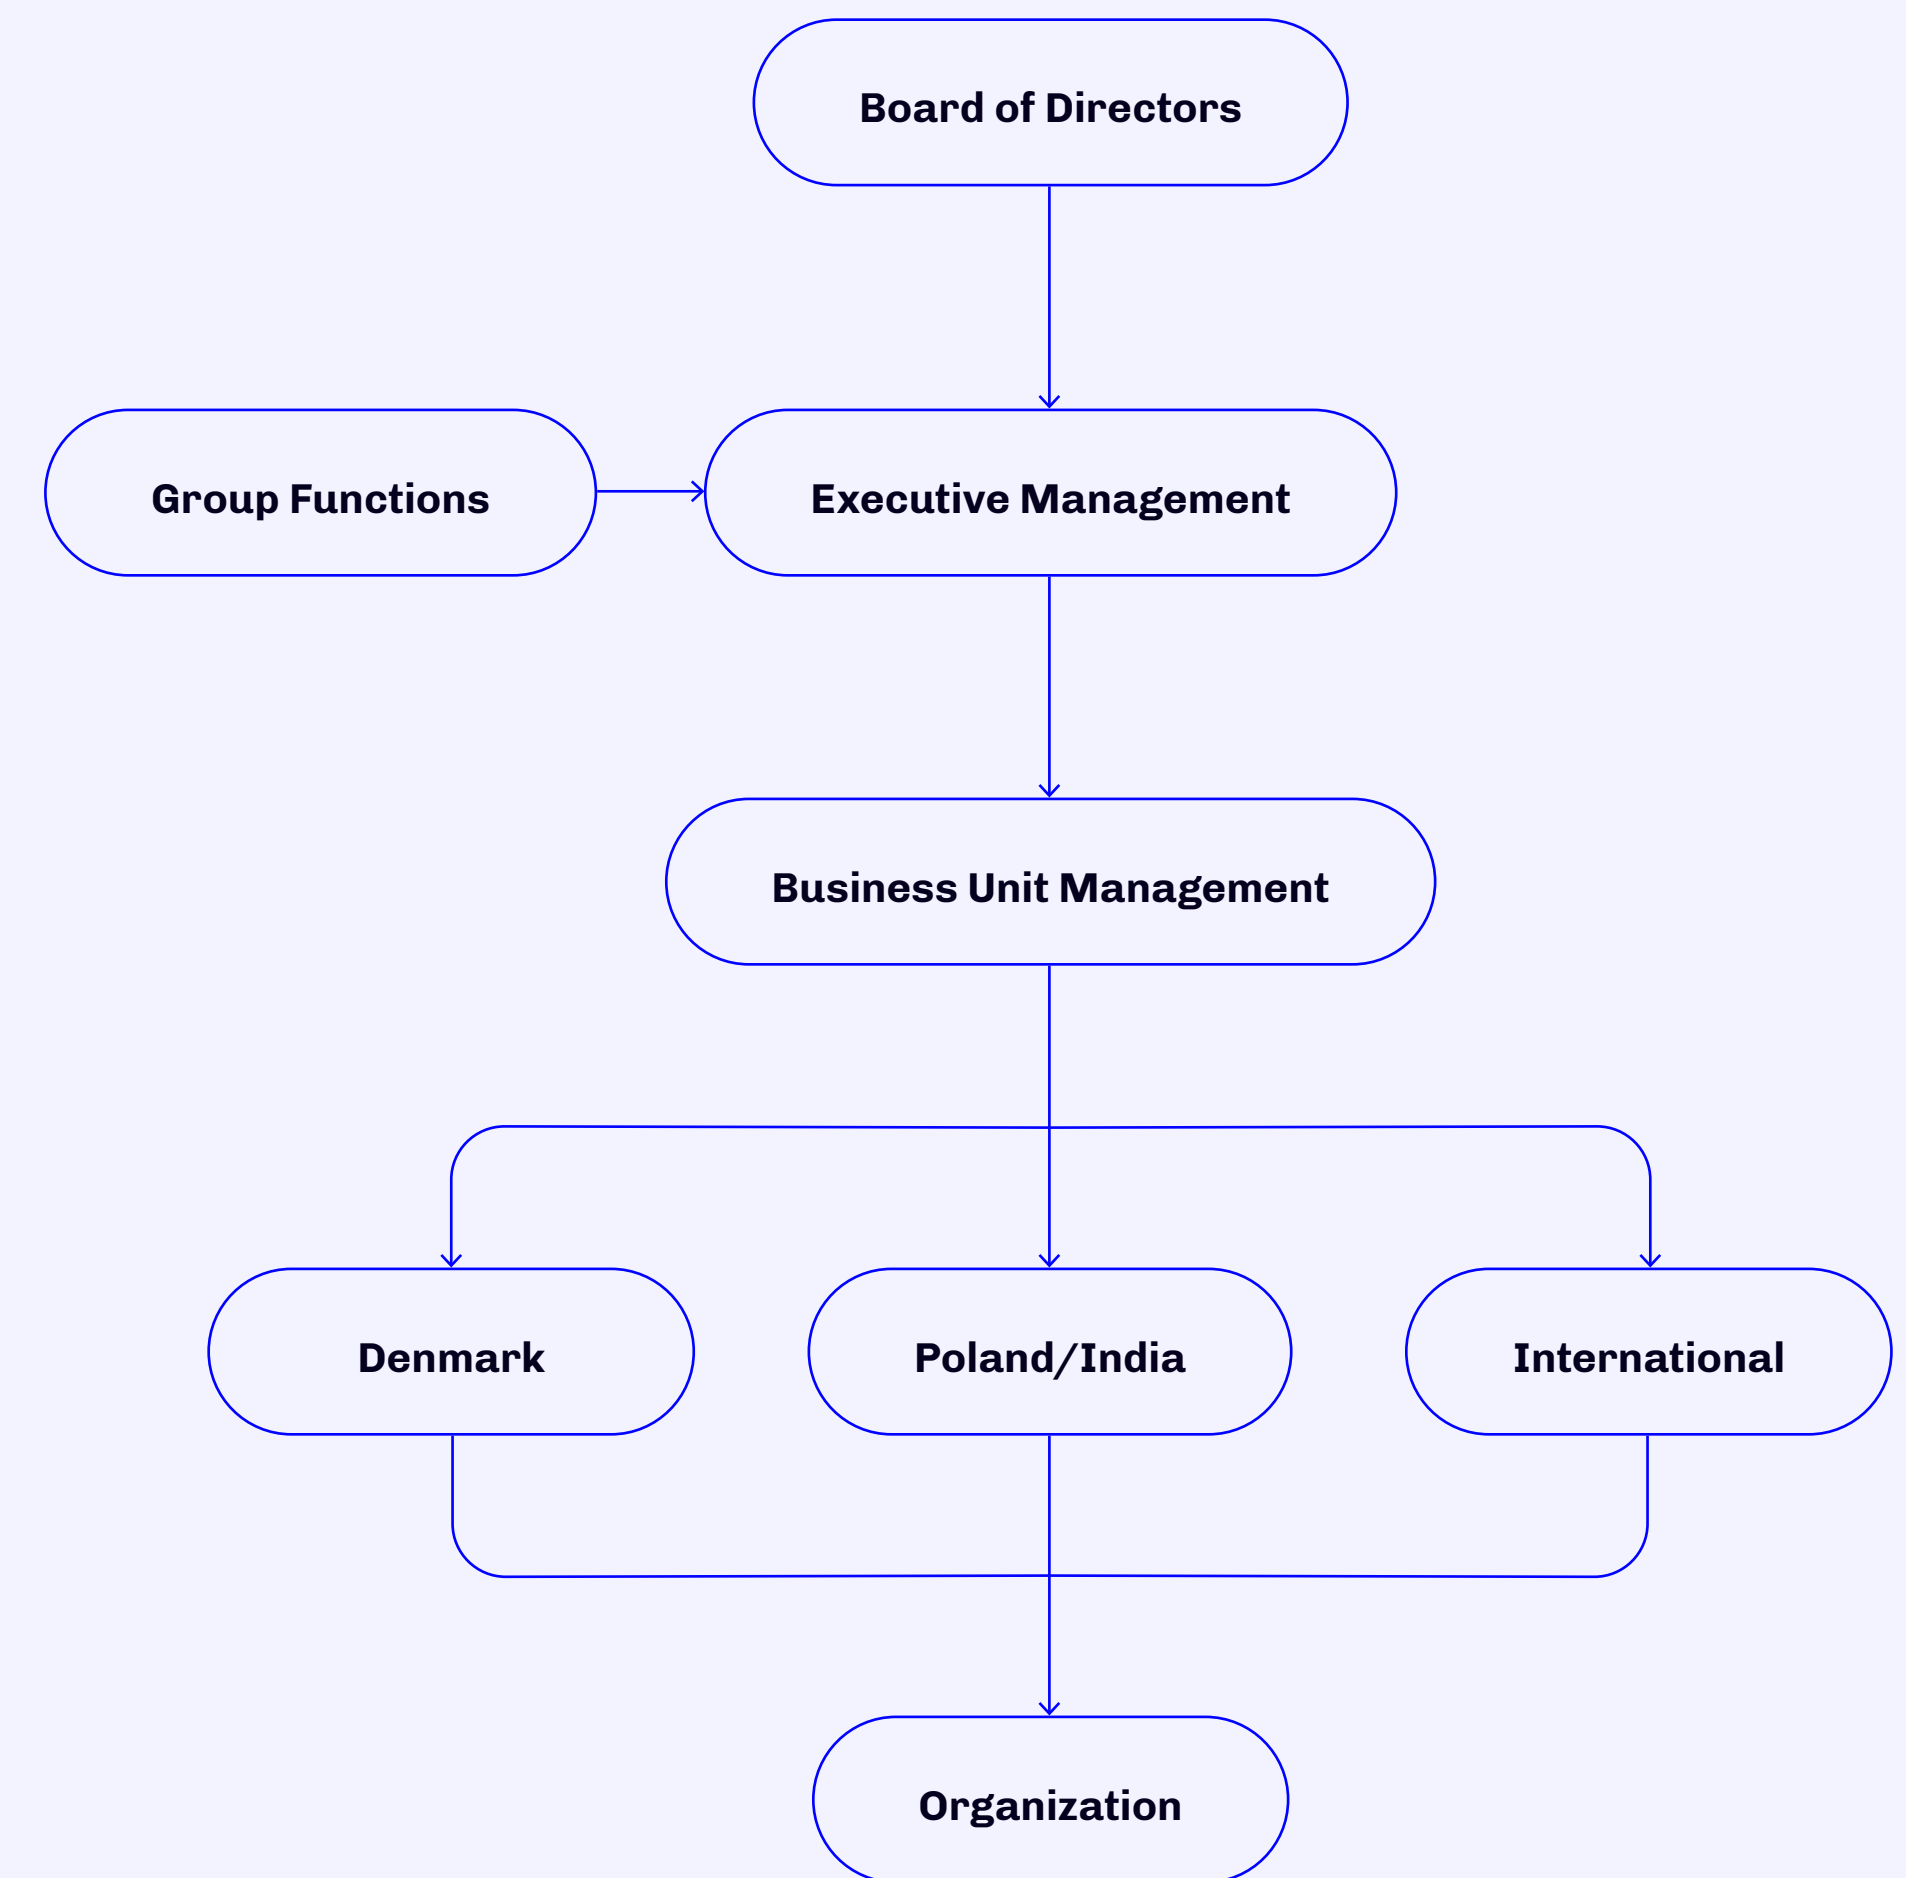 Board of Directors
Group Functions
Executive Management
Business Unit Management
Denmark
Poland/India
International
Organization